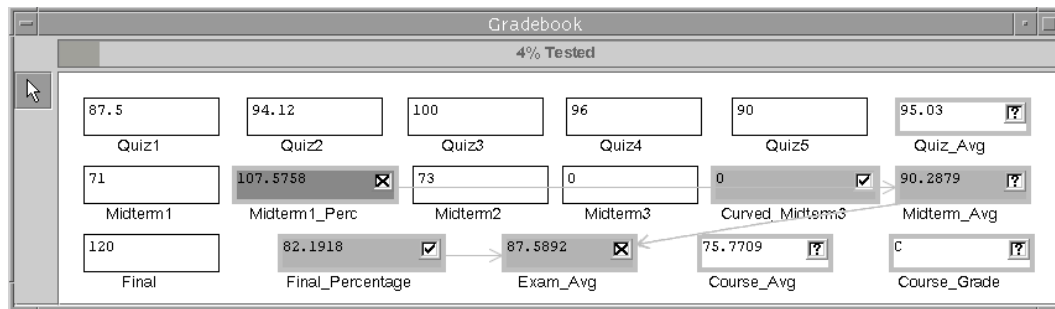 Gradebook
4% Tested
87.5 94.12 100 96 90 95.03 ?
Quiz1 Quiz2 Quiz3 Quiz4 Quiz5 Quiz_Avg
71 107.5758 73 0 0 90.2879 ?
Midterm1 Midterm1_Perc Midterm2 Midterm3 Curved_Midterm3 Midterm_Avg
120 82.1918 87.5892 75.7709 ? C ?
Final Final_Percentage Exam_Avg Course_Avg Course_Grade